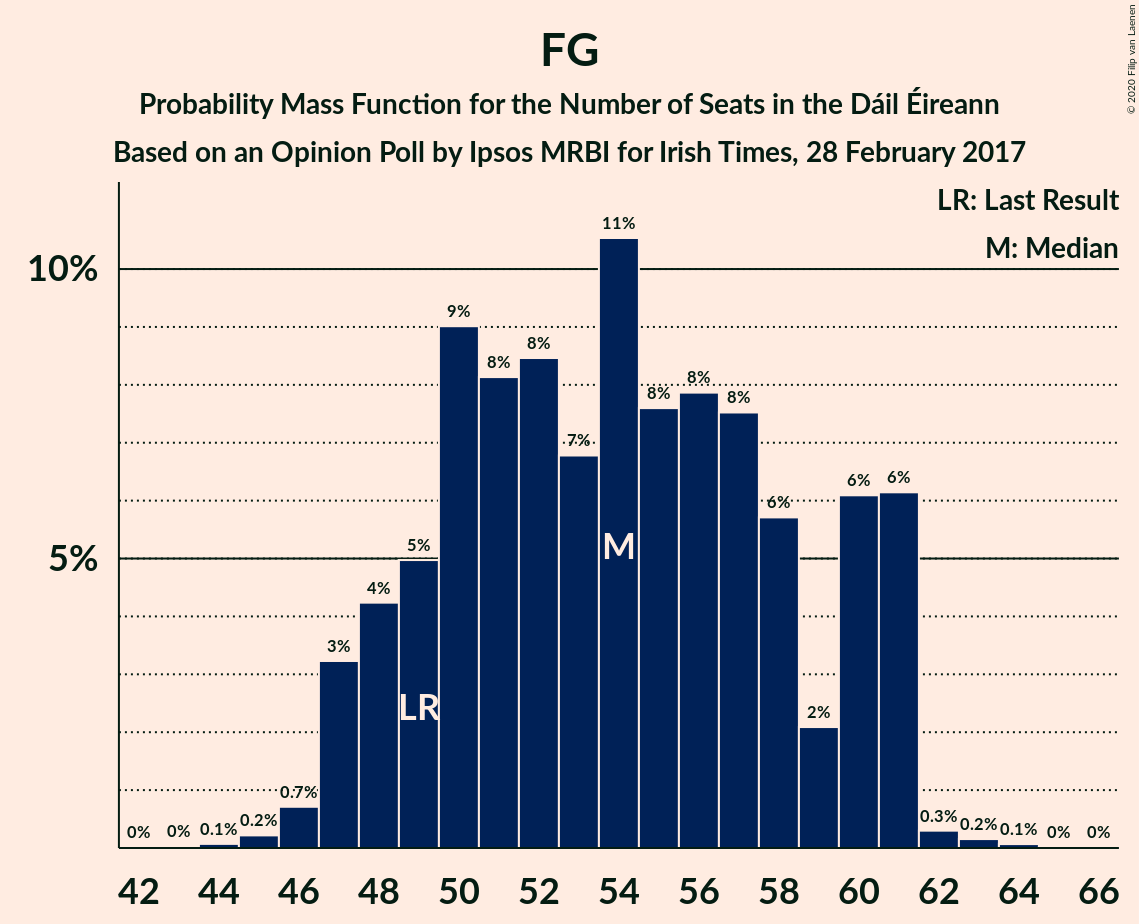 FG
Probability Mass Function for the Number of Seats in the Dáil Éireann
Based on an Opinion Poll by Ipsos MRBI for Irish Times, 28 February 2017
© 2020 Filip van Laenen
LR: Last Result
M: Median
10%
5%
0% 0% 0.1% 0.2% 0.7% 3% 4% 5% 9% 8% 8% 7% 11% 8% 8% 8% 6% 2% 6% 6% 0.3% 0.2% 0.1% 0% 0%
LR
M
42 44 46 48 50 52 54 56 58 60 62 64 66